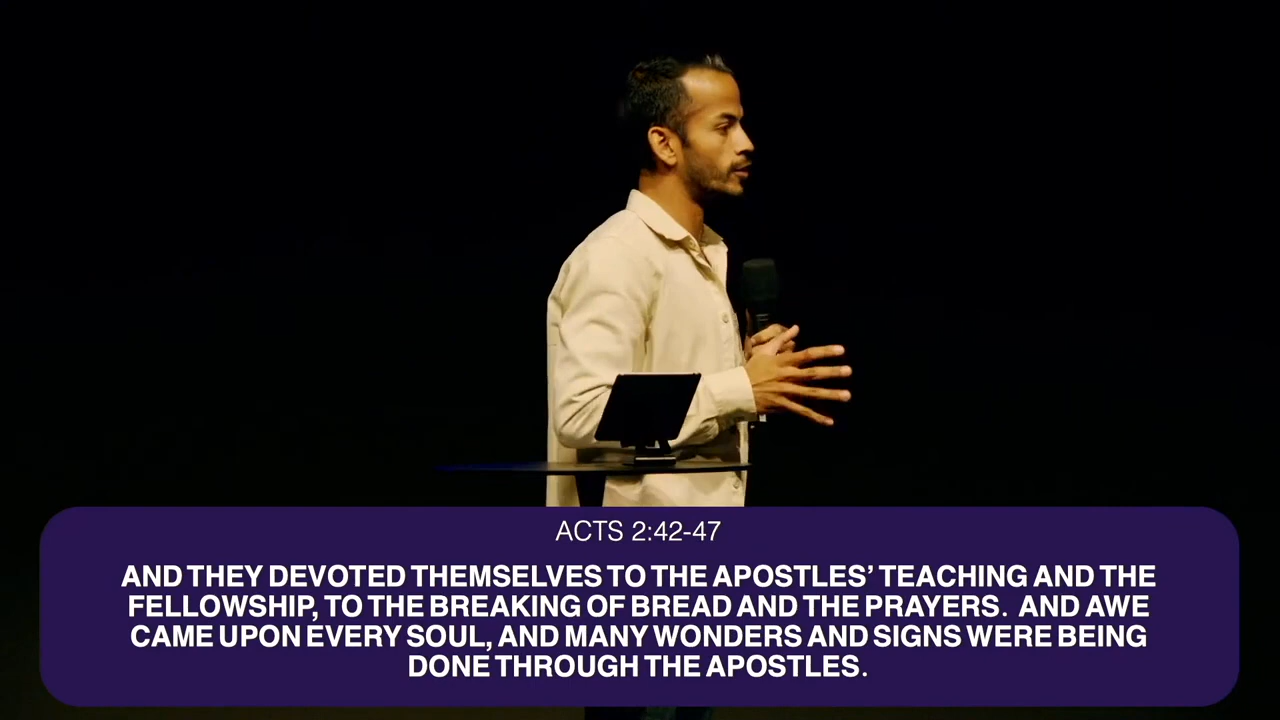 ACTS 2:42-47
AND THEY DEVOTED THEMSELVES TO THE APOSTLES’ TEACHING AND THE
FELLOWSHIP, TO THE BREAKING OF BREAD AND THE PRAYERS. AND AWE
CAME UPON EVERY SOUL, AND MANY WONDERS AND SIGNS WERE BEING
DONE THROUGH THE APOSTLES.